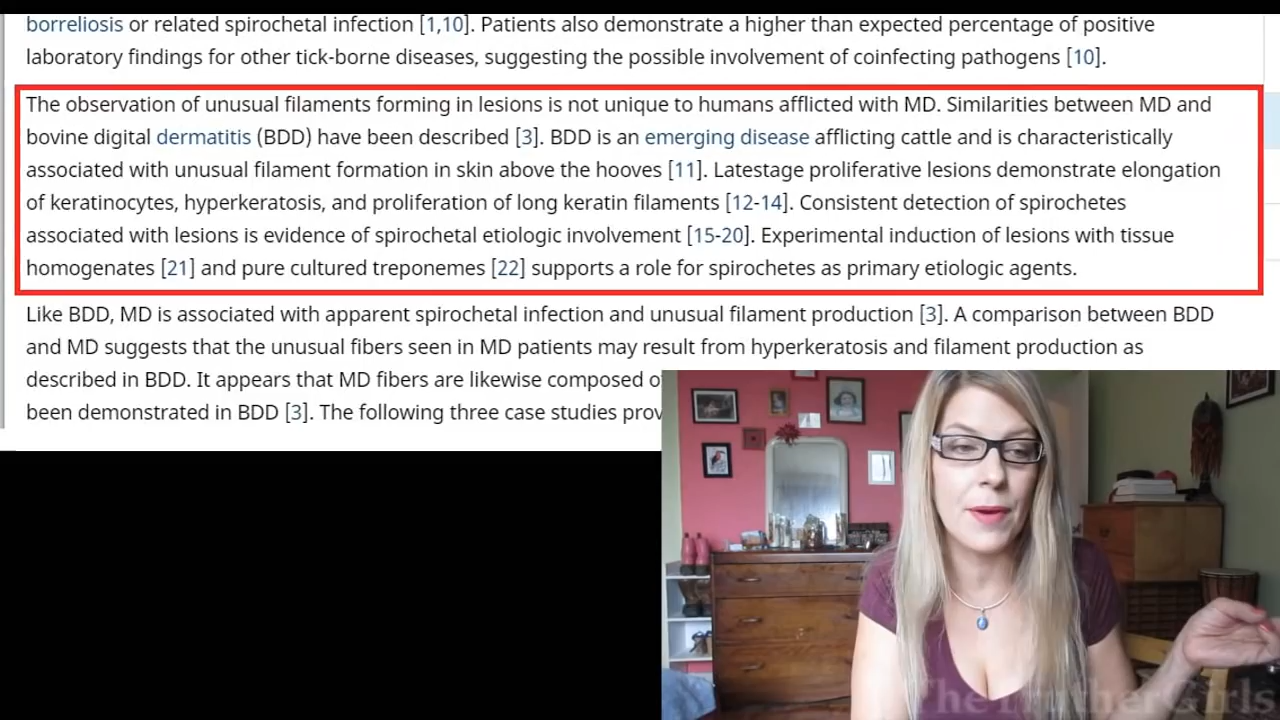 borreliosis or related spirochetal infection [1,10]. Patients also demonstrate a higher than expected percentage of positive
laboratory findings for other tick-borne diseases, suggesting the possible involvement of coinfecting pathogens [10].
The observation of unusual filaments forming in lesions is not unique to humans afflicted with MD. Similarities between MD and
bovine digital dermatitis (BDD) have been described [3]. BDD is an emerging disease afflicting cattle and is characteristically
associated with unusual filament formation in skin above the hooves [11]. Latestage proliferative lesions demonstrate elongation
of keratinocytes, hyperkeratosis, and proliferation of long keratin filaments [12-14]. Consistent detection of spirochetes
associated with lesions is evidence of spirochetal etiologic involvement [15-20]. Experimental induction of lesions with tissue
homogenates [21] and pure cultured treponemes [22] supports a role for spirochetes as primary etiologic agents.
Like BDD, MD is associated with apparent spirochetal infection and unusual filament production [3]. A comparison between BDD
and MD suggests that the unusual fibers seen in MD patients may result from hyperkeratosis and filament production as
described in BDD. It appears that MD fibers are likewise composed
been demonstrated in BDD [3]. The following three case studies
TheTrutherGirls